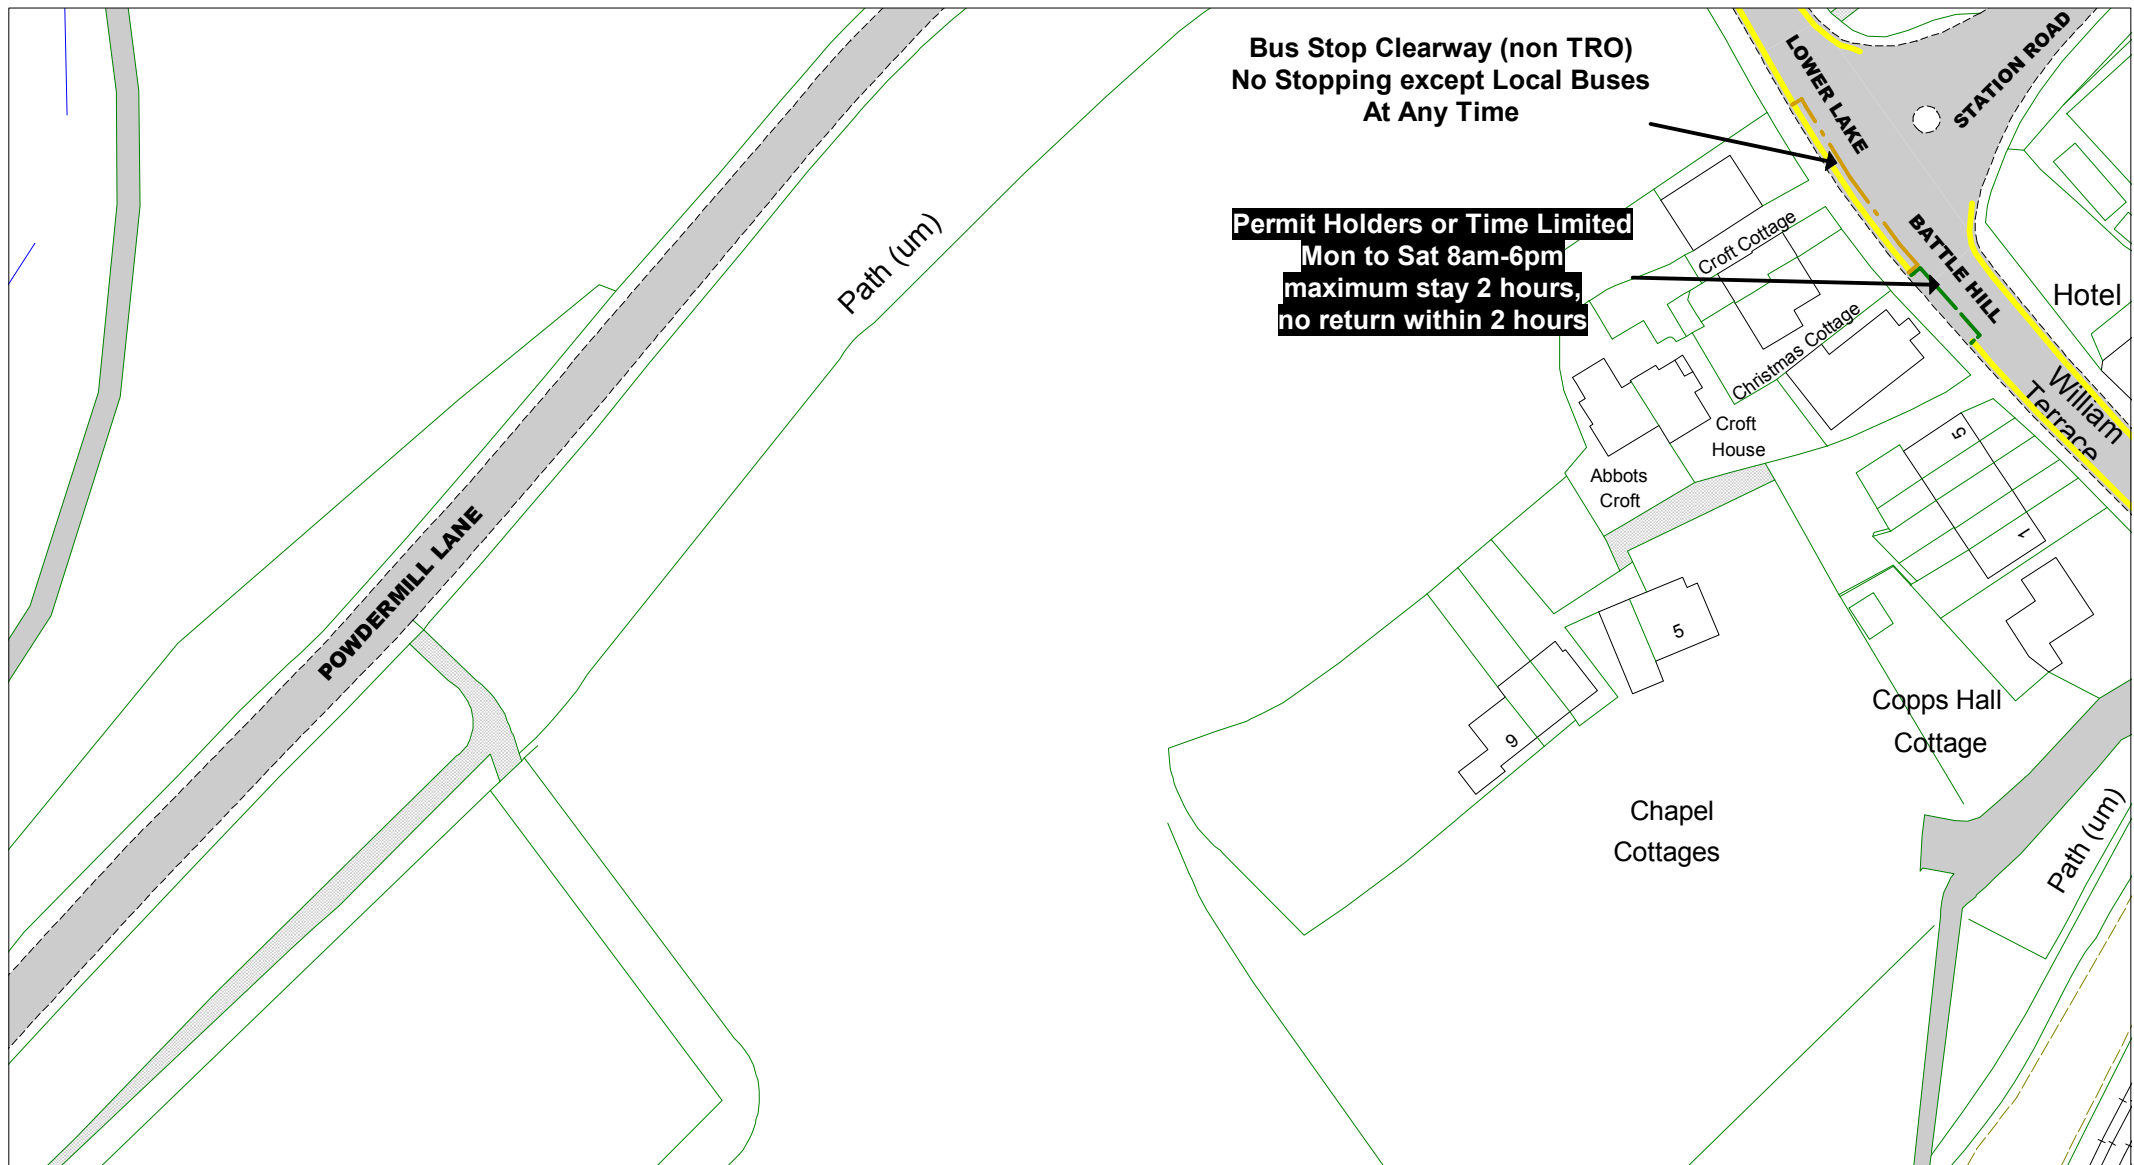 Bus Stop Clearway (non TRO)
No Stopping except Local Buses
At Any Time
LOWER LAKE
STATION ROAD
Permit Holders or Time Limited
Mon to Sat 8am-6pm
maximum stay 2 hours,
no return within 2 hours
BATTLE HILL
Hotel
Path (um)
Croft Cottage
Christmas Cottage
William
Terrace
Croft
House
Abbots
Croft
5
1
POWDERMILL LANE
5
9
Copps Hall
Cottage
Chapel
Cottages
Path (um)